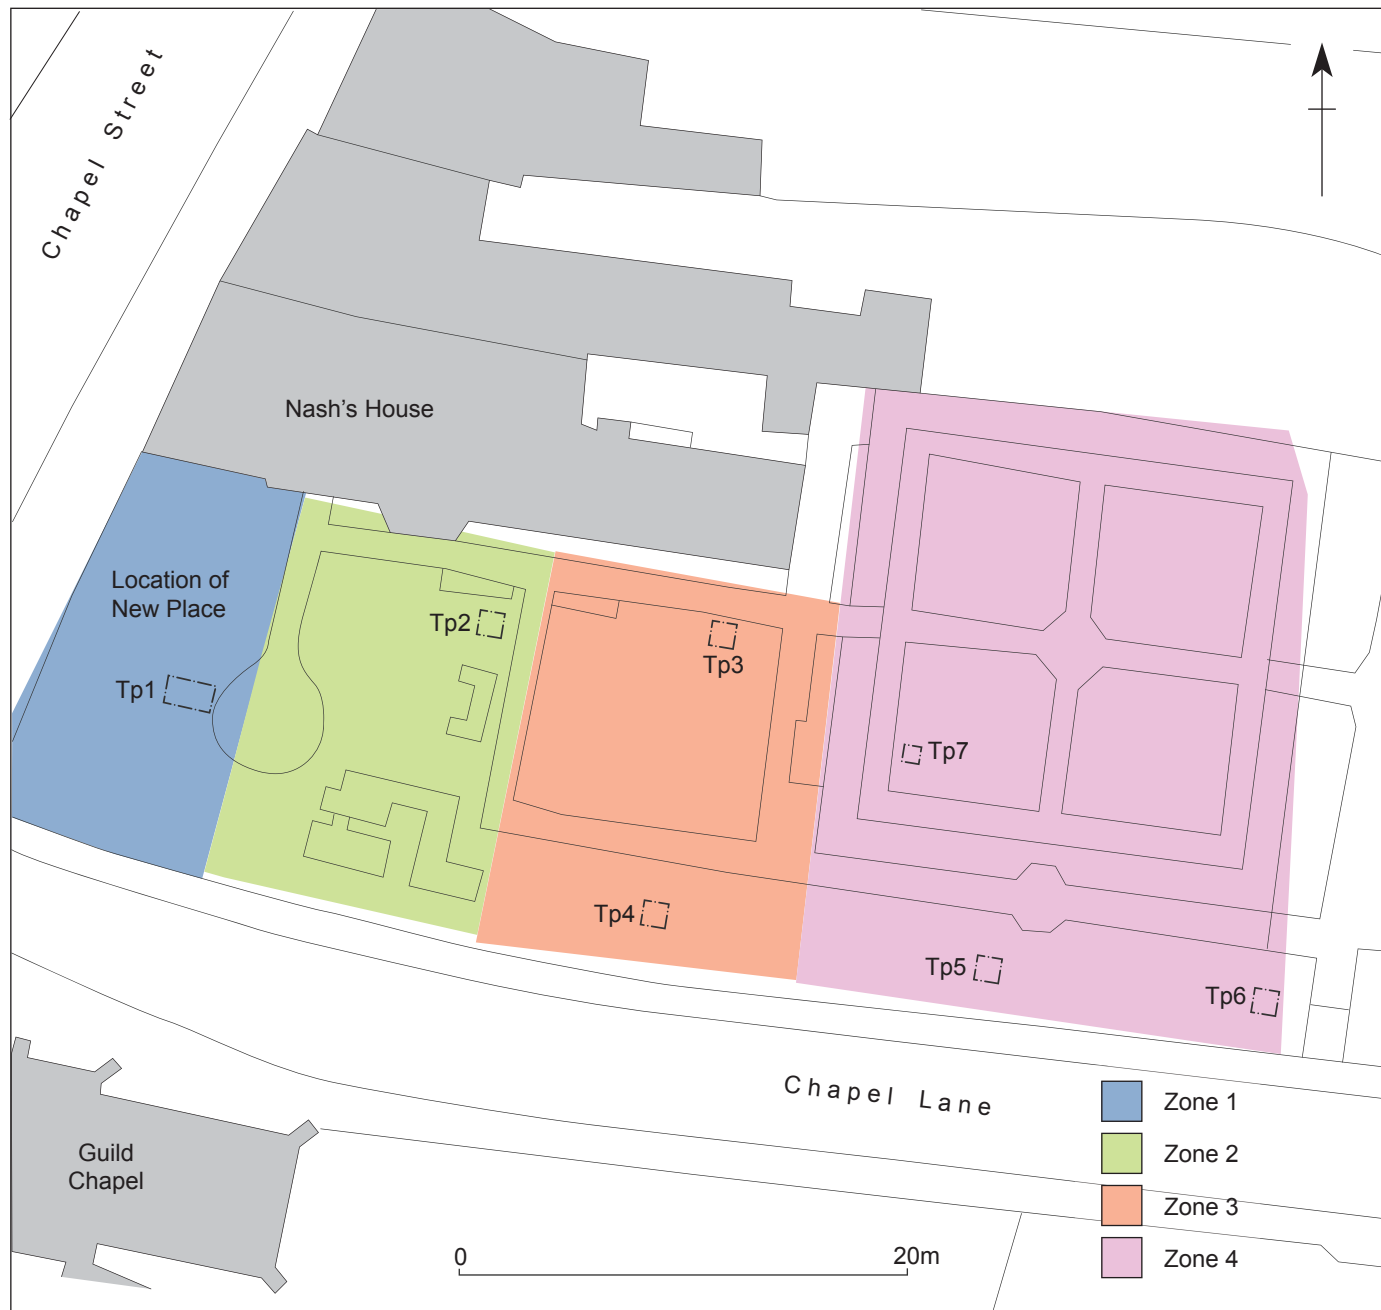 Chapel Street
Nash's House
Location of
New Place
Tp1
Tp2
Tp3
Tp4
Tp5
Tp6
Tp7
Chapel Lane
Guild
Chapel
0
20m
Zone 1
Zone 2
Zone 3
Zone 4